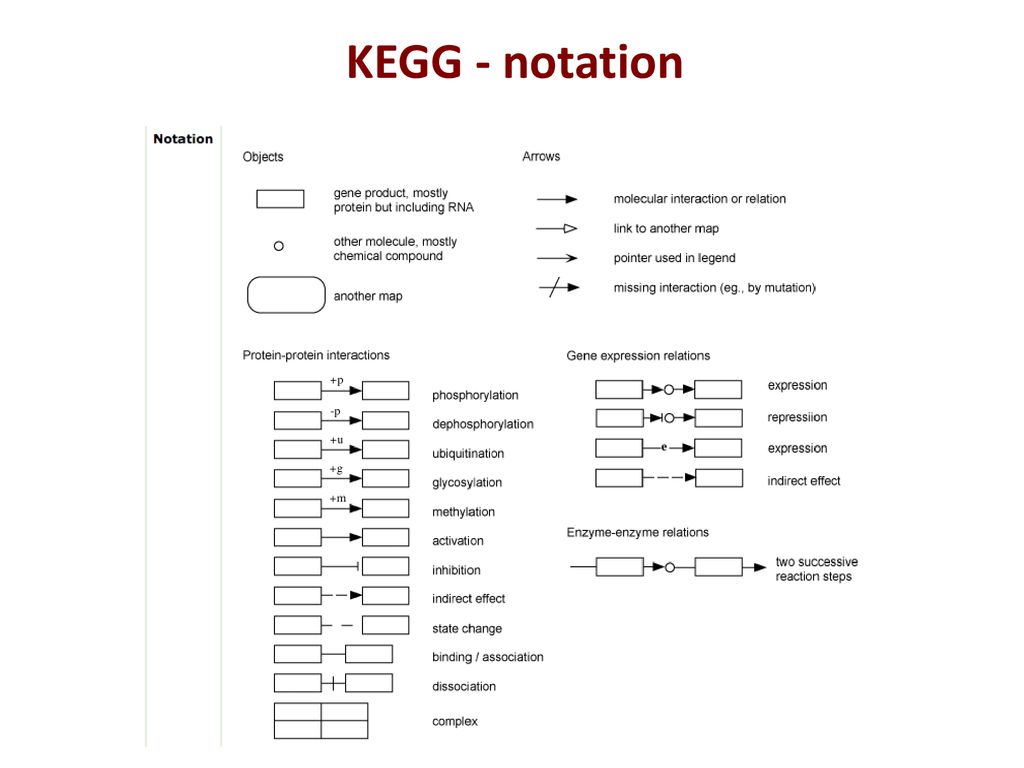 KEGG - notation
Notation
Objects
gene product, mostly
protein but including RNA
other molecule, mostly
chemical compound
another map
Arrows
molecular interaction or relation
link to another map
pointer used in legend
missing interaction (eg., by mutation)
Protein-protein interactions
+p
phosphorylation
-p
dephosphorylation
+u
ubiquitination
+g
glycosylation
+m
methylation
activation
inhibition
indirect effect
state change
binding / association
dissociation
complex
Gene expression relations
expression
repressiion
e
expression
indirect effect
Enzyme-enzyme relations
two successive
reaction steps